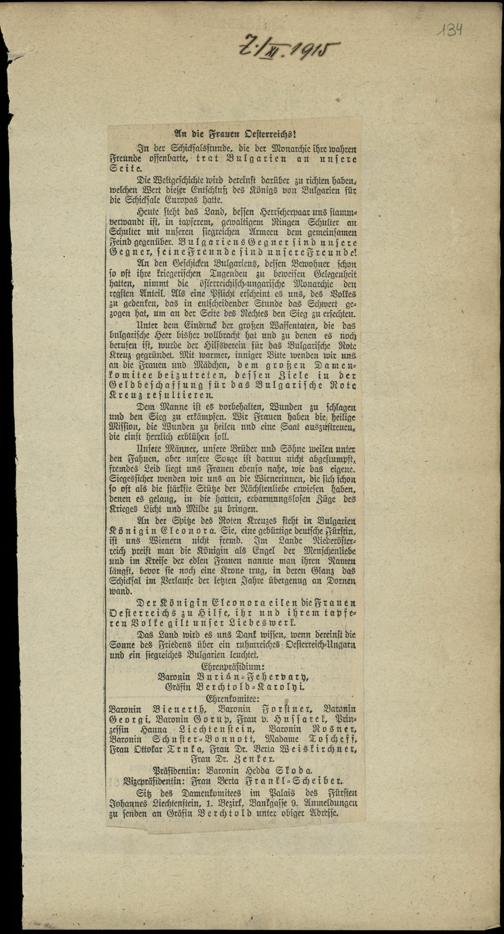 134
7./XI. 1915
An die Frauen Oesterreichs!
In der Schicksalsstunde, die der Monarchie ihre wahren
Freunde offenbarte, trat Bulgarien an unsere
Seite.
Die Weltgeschichte wird dereinst darüber zu richten haben,
welchen Wert dieser Entschluß des Königs von Bulgarien für
die Schicksale Europas hatte.
Heute steht das Land, dessen Herrscherpaar uns stamm-
verwandt ist, in tapferem, gewaltigem Ringen Schulter an
Schulter mit unseren siegreichen Armeen dem gemeinsamen
Feind gegenüber. Bulgariens Gegner sind unsere
Gegner, seine Freunde sind unsere Freunde!
An den Geschicken Bulgariens, dessen Bewohner schon
so oft ihre kriegerischen Tugenden zu beweisen Gelegenheit
hatten, nimmt die österreichisch-ungarische Monarchie den
regsten Anteil. Als eine Pflicht erscheint es uns, des Volkes
zu gedenken, das in entscheidender Stunde das Schwert ge-
zogen hat, um an der Seite des Rechtes den Sieg zu erfechten.
Unter dem Eindruck der großen Waffentaten, die das
bulgarische Heer bisher vollbracht hat und zu denen es noch
berufen ist, wurde der Hilfsverein für das Bulgarische Rote
Kreuz gegründet. Mit warmer, inniger Bitte wenden wir uns
an die Frauen und Mädchen, dem großen Damen-
komitee beizutreten, dessen Ziele in der
Geldbeschaffung für das Bulgarische Rote
Kreuz resultieren.
Dem Manne ist es vorbehalten, Wunden zu schlagen
und den Sieg zu erkämpfen. Wir Frauen haben die heilige
Mission, die Wunden zu heilen und eine Saat auszustreuen,
die einst herrlich erblühen soll.
Unsere Männer, unsere Brüder und Söhne weilen unter
den Fahnen, aber unsere Sorge ist darum nicht abgestumpft,
fremdes Leid liegt uns Frauen ebenso nahe, wie das eigene.
Siegessicher wenden wir uns an die Wienerinnen, die sich schon
so oft als die stärkste Stütze der Nächstenliebe erwiesen haben,
denen es gelang, in die harten, erbarmungslosen Züge des
Krieges Licht und Milde zu bringen.
An der Spitze des Roten Kreuzes steht in Bulgarien
Königin Eleonora. Sie, eine gebürtige deutsche Fürstin,
ist uns Wienern nicht fremd. Im Lande Niederöster-
reich preist man die Königin als Engel der Menschenliebe
und im Kreise der edlen Frauen nannte man ihren Namen
längst, bevor sie noch eine Krone trug, in deren Glanz das
Schicksal im Verlaufe der letzten Jahre übergenug an Dornen
wand.
Der Königin Eleonora eilen die Frauen
Oesterreichs zu Hilfe, ihr und ihrem tapfe-
ren Volke gilt unser Liebeswerk.
Das Land wird es uns Dank wissen, wenn dereinst die
Sonne des Friedens über ein ruhmreiches Oesterreich-Ungarn
und ein siegreiches Bulgarien leuchtet.
Ehrenpräsidium:
Baronin Burian-Fehervary,
Gräfin Berchtold-Karolyi.
Ehrenkomitee:
Baronin Bienerth, Baronin Forstner, Baronin
Georgi, Baronin Gorup, Frau v. Hussarek, Prin-
zessin Hanna Liechtenstein, Baronin Rosner,
Baronin Schuster-Bonnott, Madame Toscheff,
Frau Ottokar Trnka, Frau Dr. Berta Weiskirchner,
Frau Dr. Zenker.
Präsidentin: Baronin Hedda Skoda.
Vizepräsidentin: Frau Berta Frankl-Scheiber.
Sitz des Damenkomitees im Palais des Fürsten
Johannes Liechtenstein, 1. Bezirk, Bankgasse 9. Anmeldungen
zu senden an Gräfin Berchtold unter obiger Adresse.